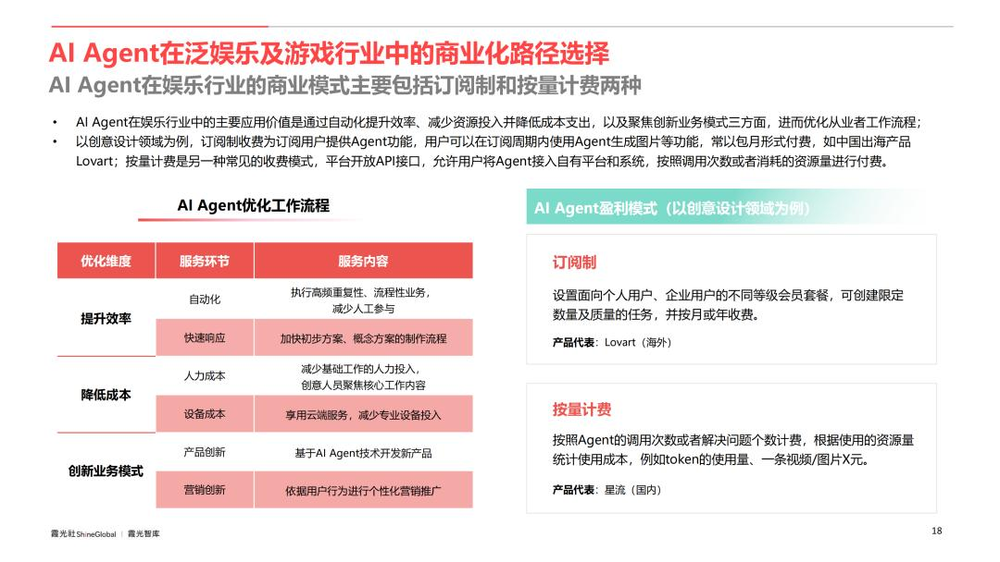 AI Agent在泛娱乐及游戏行业中的商业化路径选择
AI Agent在娱乐行业的商业模式主要包括订阅制和按量计费两种
• AI Agent在娱乐行业中的主要应用价值是通过自动化提升效率、减少资源投入并降低成本支出，以及聚焦创新业务模式三方面，进而优化从业者工作流程；
• 以创意设计领域为例，订阅制收费为订阅用户提供Agent功能，用户可以在订阅周期内使用Agent生成图片等功能，常以包月形式付费，如中国出海产品
Lovart；按量计费是另一种常见的收费模式，平台开放API接口，允许用户将Agent接入自有平台和系统，按照调用次数或者消耗的资源量进行付费。
AI Agent优化工作流程
优化维度 服务环节 服务内容
提升效率
自动化
执行高频重复性、流程性业务，
减少人工参与
快速响应 加快初步方案、概念方案的制作流程
降低成本
人力成本
减少基础工作的人力投入，
创意人员聚焦核心工作内容
设备成本 享用云端服务，减少专业设备投入
创新业务模式
产品创新 基于AI Agent技术开发新产品
营销创新 依据用户行为进行个性化营销推广
AI Agent盈利模式（以创意设计领域为例）
订阅制
设置面向个人用户、企业用户的不同等级会员套餐，可创建限定
数量及质量的任务，并按月或年收费。
产品代表：Lovart（海外）
按量计费
按照Agent的调用次数或者解决问题个数计费，根据使用的资源量
统计使用成本，例如token的使用量、一条视频/图片X元。
产品代表：星流（国内）
霞光社ShineGlobal | 霞光智库
18